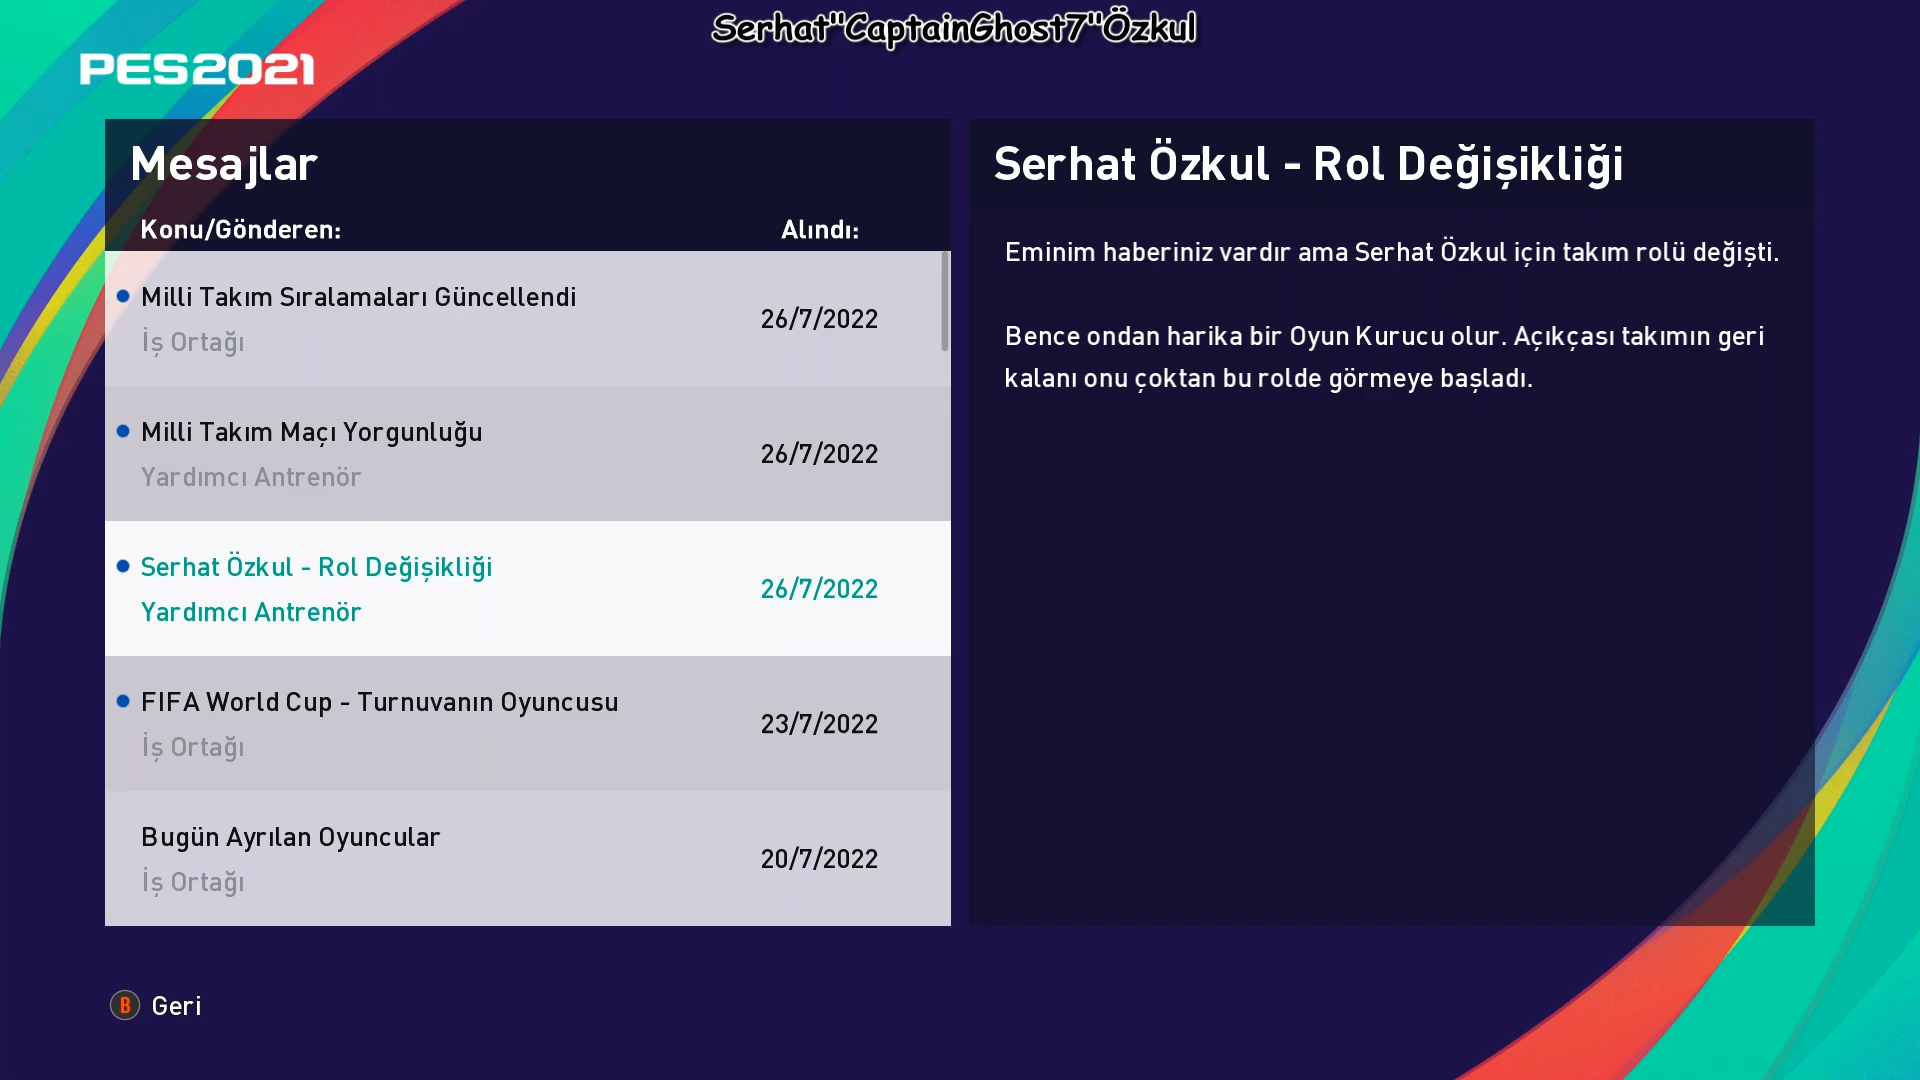 Serhat"CaptainGhost7"Özkul
PES2021
Mesajlar
Konu/Gönderen: Alındı:
Milli Takım Sıralamaları Güncellendi
İş Ortağı
26/7/2022
Milli Takım Maçı Yorgunluğu
Yardımcı Antrenör
26/7/2022
Serhat Özkul - Rol Değişikliği
Yardımcı Antrenör
26/7/2022
FIFA World Cup - Turnuvanın Oyuncusu
İş Ortağı
23/7/2022
Bugün Ayrılan Oyuncular
İş Ortağı
20/7/2022
Serhat Özkul - Rol Değişikliği
Eminim haberiniz vardır ama Serhat Özkul için takım rolü değişti.
Bence ondan harika bir Oyun Kurucu olur. Açıkçası takımın geri
kalanı onu çoktan bu rolde görmeye başladı.
B Geri